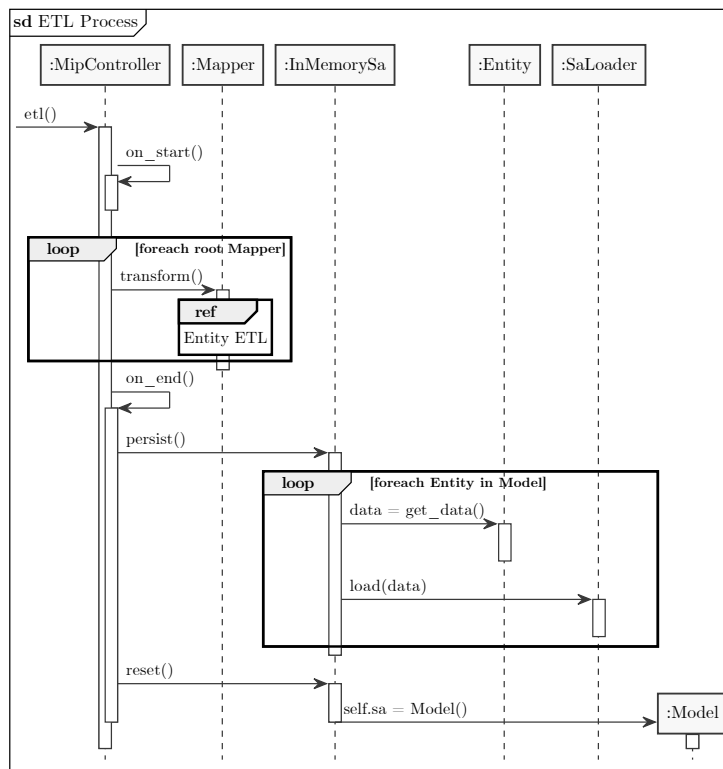 sd ETL Process
:MipController
:Mapper
:InMemorySa
:Entity
:SaLoader
etl()
on_start()
loop
[foreach root Mapper]
transform()
ref
Entity ETL
on_end()
persist()
loop
[foreach Entity in Model]
data = get_data()
load(data)
reset()
self.sa = Model()
:Model